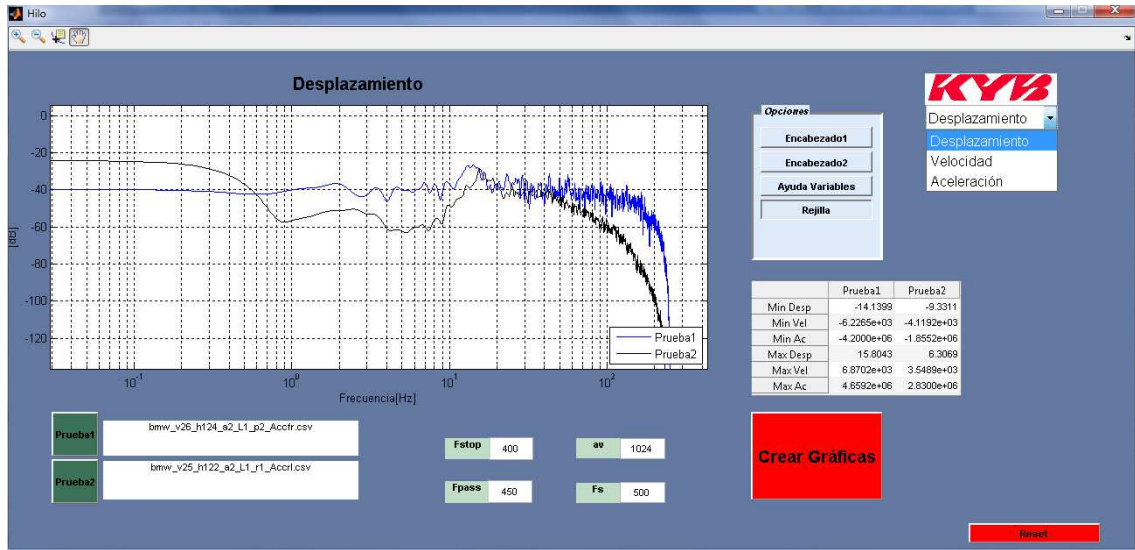 Hilo
Desplazamiento
0
-20
-40
-60
-80
-100
-120
[dB]
10^-1
10^0
10^1
10^2
Frecuencia[Hz]
Prueba1
Prueba2
Opciones
Encabezado1
Encabezado2
Ayuda Variables
Rejilla
KYB
Desplazamiento
Desplazamiento
Velocidad
Aceleración
Prueba1 Prueba2
Min Desp -14.1399 -9.3311
Min Vel -6.2265e+03 -4.1192e+03
Min Ac -4.2000e+06 -1.8552e+06
Max Desp 15.8043 6.3069
Max Vel 6.8702e+03 3.5489e+03
Max Ac 4.6592e+06 2.8300e+06
Prueba1 bmw_v26_h124_a2_L1_p2_Accfr.csv
Prueba2 bmw_v25_h122_a2_L1_r1_Accrl.csv
Fstop 400 av 1024
Fpass 450 Fs 500
Crear Gráficas
Reset